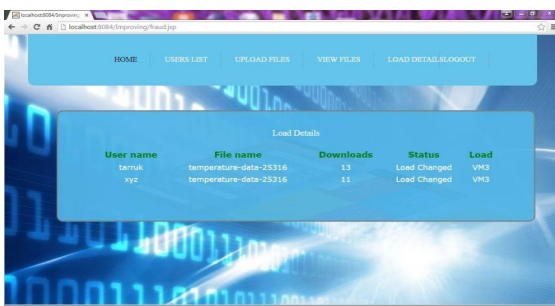 localhost:8084/Improving
localhost:8084/Improving/fraud.jsp
HOME USERS LIST UPLOAD FILES VIEW FILES LOAD DETAILSLOGOUT
Load Details
User name File name Downloads Status Load
tarruk temperature-data-25316 13 Load Changed VM3
xyz temperature-data-25316 11 Load Changed VM3